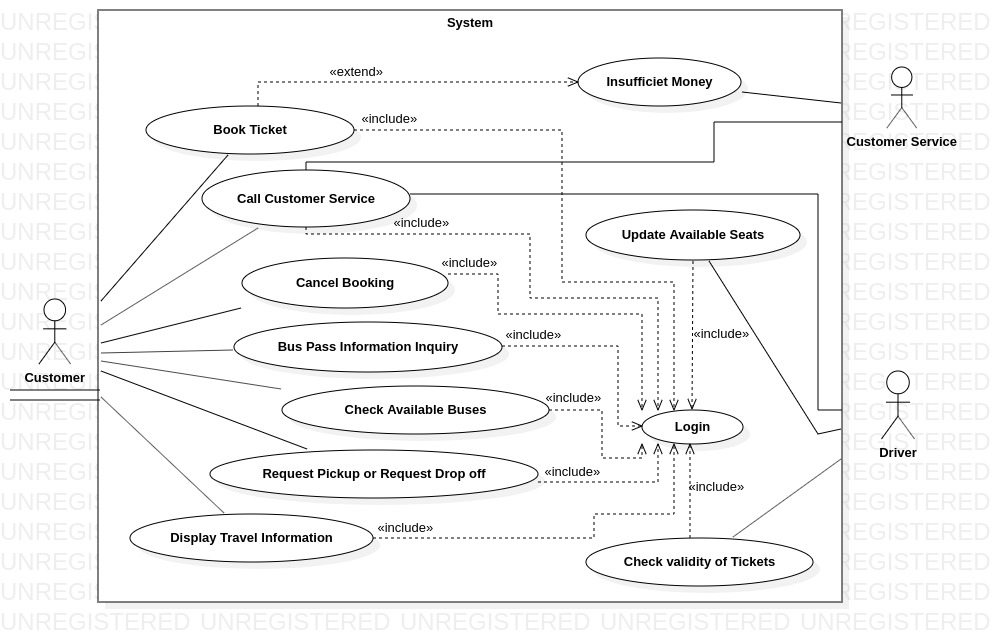 System
«extend»
Insufficiet Money
Book Ticket
«include»
Customer Service
Call Customer Service
«include»
Update Available Seats
«include»
Cancel Booking
«include»
«include»
Bus Pass Information Inquiry
Customer
«include»
Check Available Buses
Login
Driver
Request Pickup or Request Drop off
«include»
«include»
«include»
Display Travel Information
Check validity of Tickets
UNREGISTERED UNREGISTERED UNREGISTERED UNREGISTERED UNREGISTERED